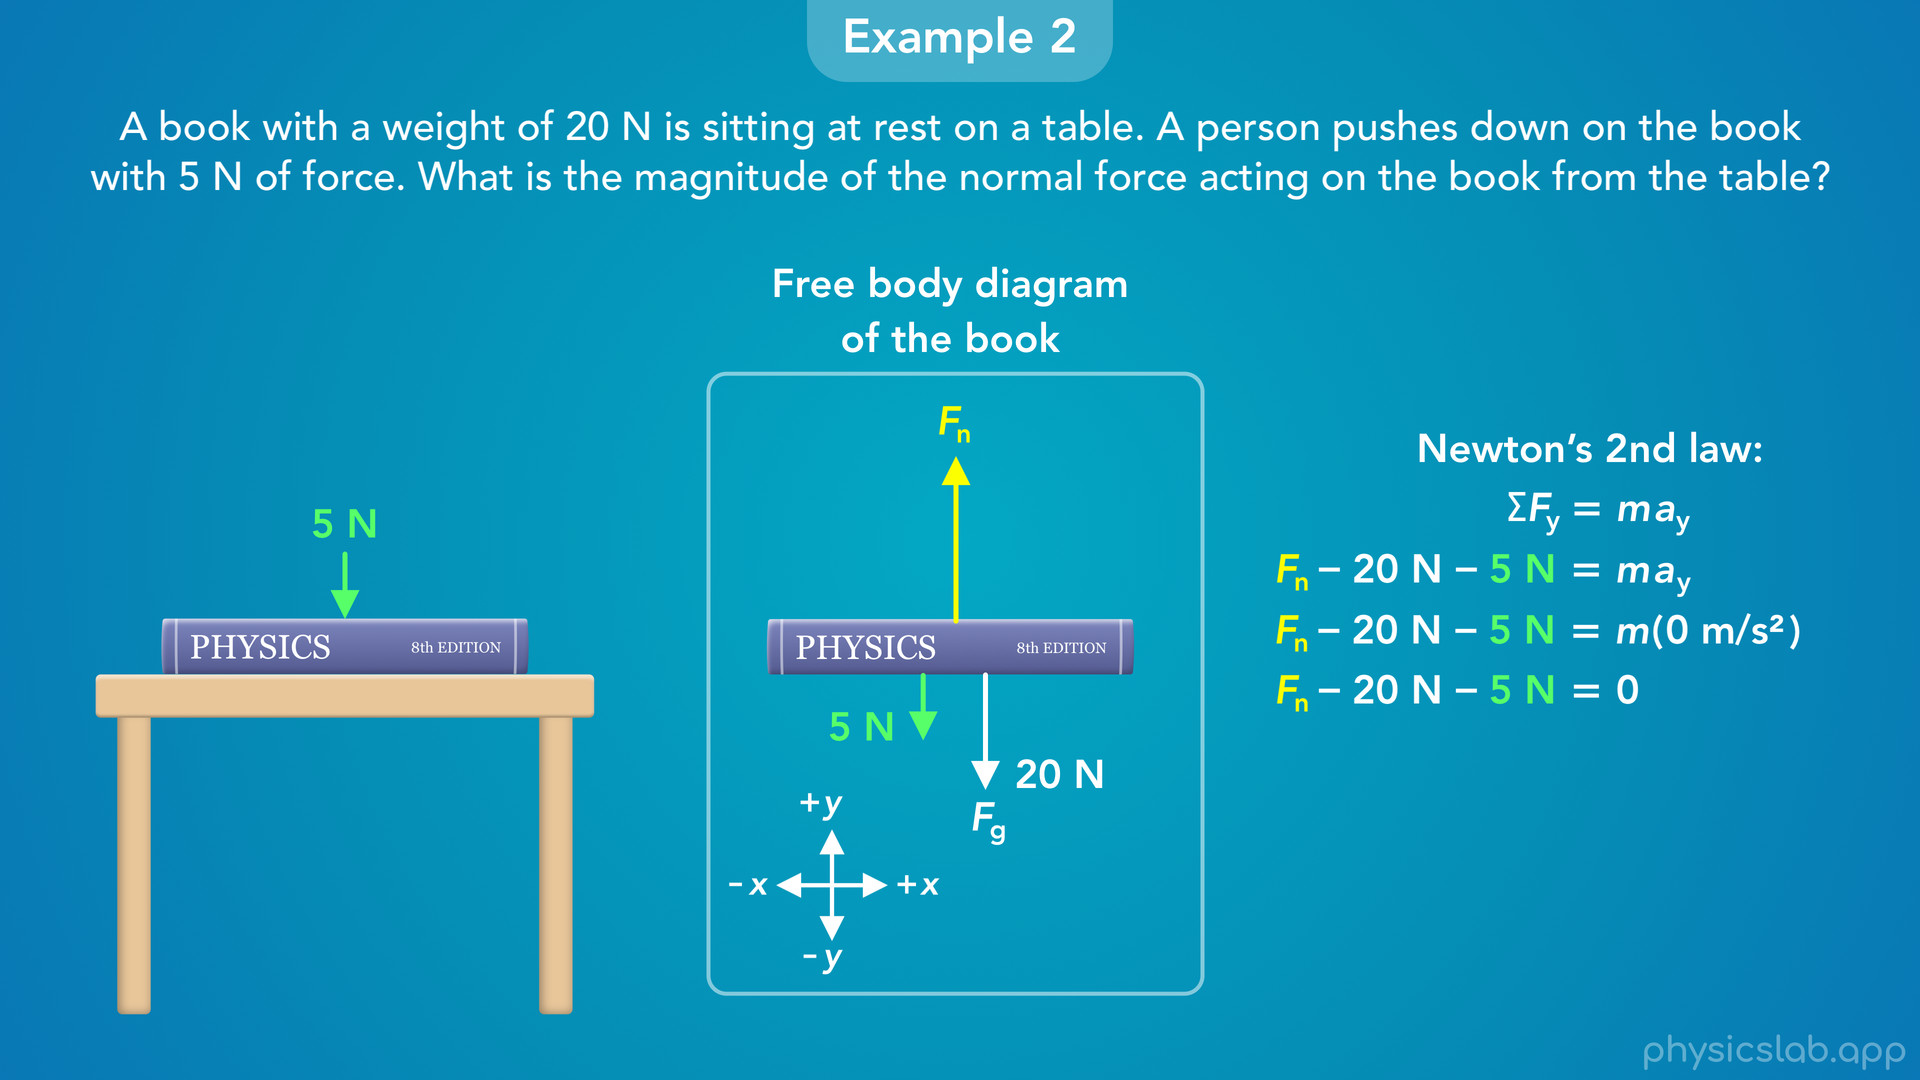 Example 2
A book with a weight of 20 N is sitting at rest on a table. A person pushes down on the book
with 5 N of force. What is the magnitude of the normal force acting on the book from the table?
5 N
PHYSICS 8th EDITION
Free body diagram
of the book
Fn
PHYSICS 8th EDITION
5 N
20 N
Fg
+y
−x +x
−y
Newton’s 2nd law:
ΣFy = may
Fn − 20 N − 5 N = may
Fn − 20 N − 5 N = m(0 m/s²)
Fn − 20 N − 5 N = 0
physicslab.app